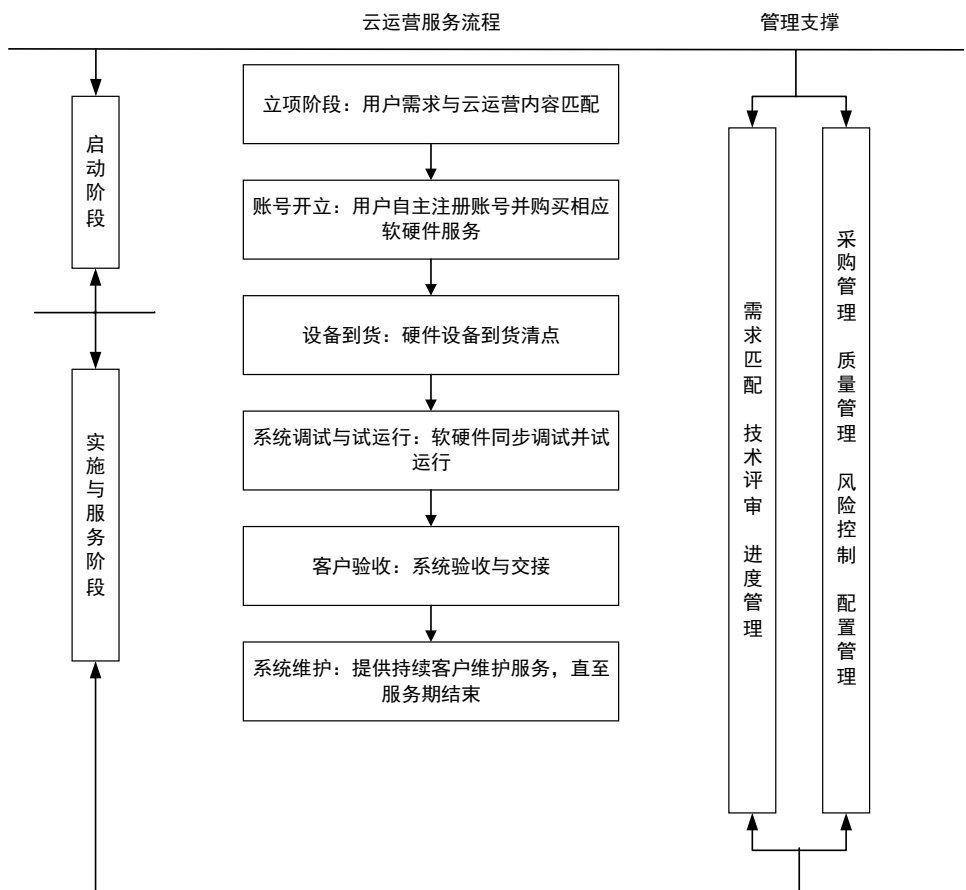 云运营服务流程
管理支撑
启动阶段
实施与服务阶段
立项阶段：用户需求与云运营内容匹配
账号开立：用户自主注册账号并购买相应
软硬件服务
设备到货：硬件设备到货清点
系统调试与试运行：软硬件同步调试并试
运行
客户验收：系统验收与交接
系统维护：提供持续客户维护服务，直至
服务期结束
需求匹配 技术评审 进度管理
采购管理 质量管理 风险控制 配置管理